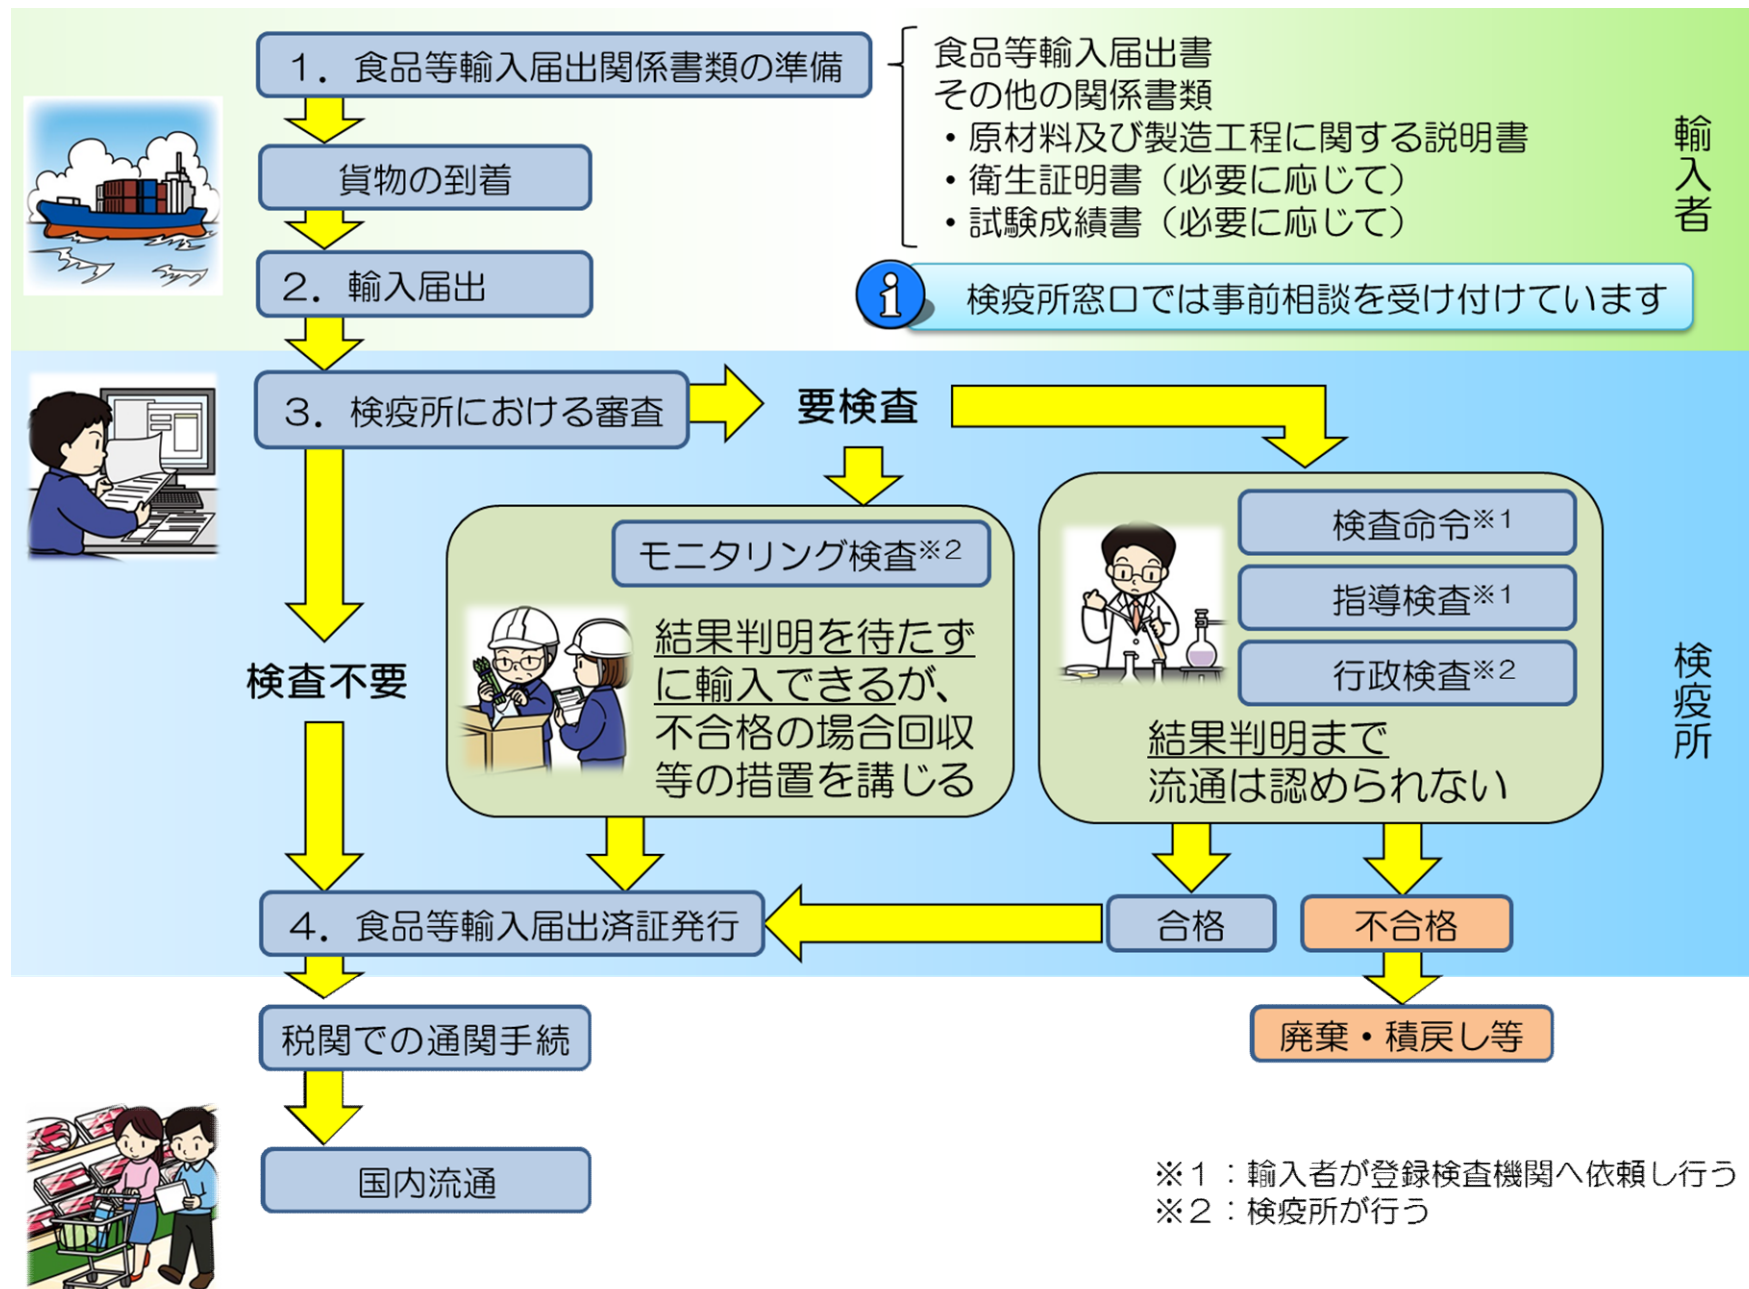 1．食品等輸入届出関係書類の準備
食品等輸入届出書
その他の関係書類
・原材料及び製造工程に関する説明書
・衛生証明書（必要に応じて）
・試験成績書（必要に応じて）
輸入者
貨物の到着
2．輸入届出
i
検疫所窓口では事前相談を受け付けています
3．検疫所における審査
要検査
検査不要
モニタリング検査※2
結果判明を待たず
に輸入できるが、
不合格の場合回収
等の措置を講じる
検査命令※1
指導検査※1
行政検査※2
結果判明まで
流通は認められない
検疫所
4．食品等輸入届出済証発行
合格
不合格
税関での通関手続
廃棄・積戻し等
国内流通
※1：輸入者が登録検査機関へ依頼し行う
※2：検疫所が行う